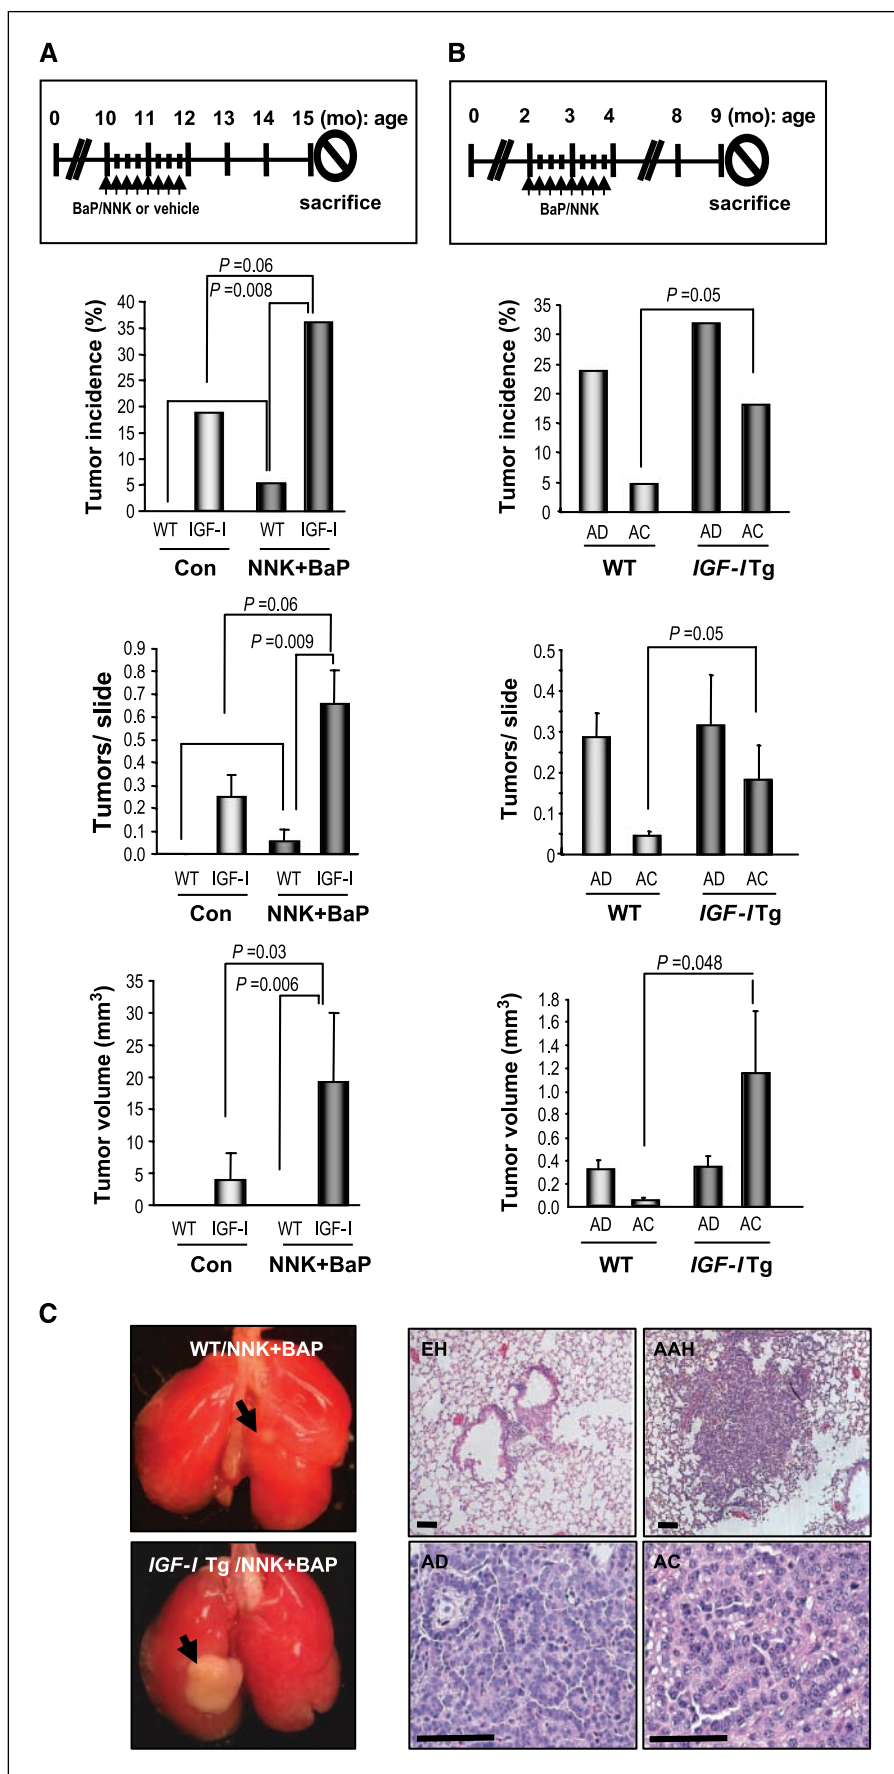 A
0 10 11 12 13 14 15 (mo): age
BaP/NNK or vehicle
sacrifice
P =0.06
P =0.008
Tumor incidence (%)
40
35
30
25
20
15
10
5
0
WT IGF-I WT IGF-I
Con NNK+BaP
P =0.06
P =0.009
Tumors/ slide
0.9
0.8
0.7
0.6
0.5
0.4
0.3
0.2
0.1
0.0
WT IGF-I WT IGF-I
Con NNK+BaP
P =0.03
P =0.006
Tumor volume (mm³)
35
30
25
20
15
10
5
0
WT IGF-I WT IGF-I
Con NNK+BaP
B
0 2 3 4 8 9 (mo): age
BaP/NNK
sacrifice
P =0.05
Tumor incidence (%)
35
30
25
20
15
10
5
0
AD AC AD AC
WT IGF-I Tg
P =0.05
Tumors/ slide
0.5
0.4
0.3
0.2
0.1
0
AD AC AD AC
WT IGF-I Tg
P =0.048
Tumor volume (mm³)
1.8
1.6
1.4
1.2
1.0
0.8
0.6
0.4
0.2
0.0
AD AC AD AC
WT IGF-I Tg
C
WT/NNK+BAP
IGF-I Tg /NNK+BAP
EH
AAH
AD
AC